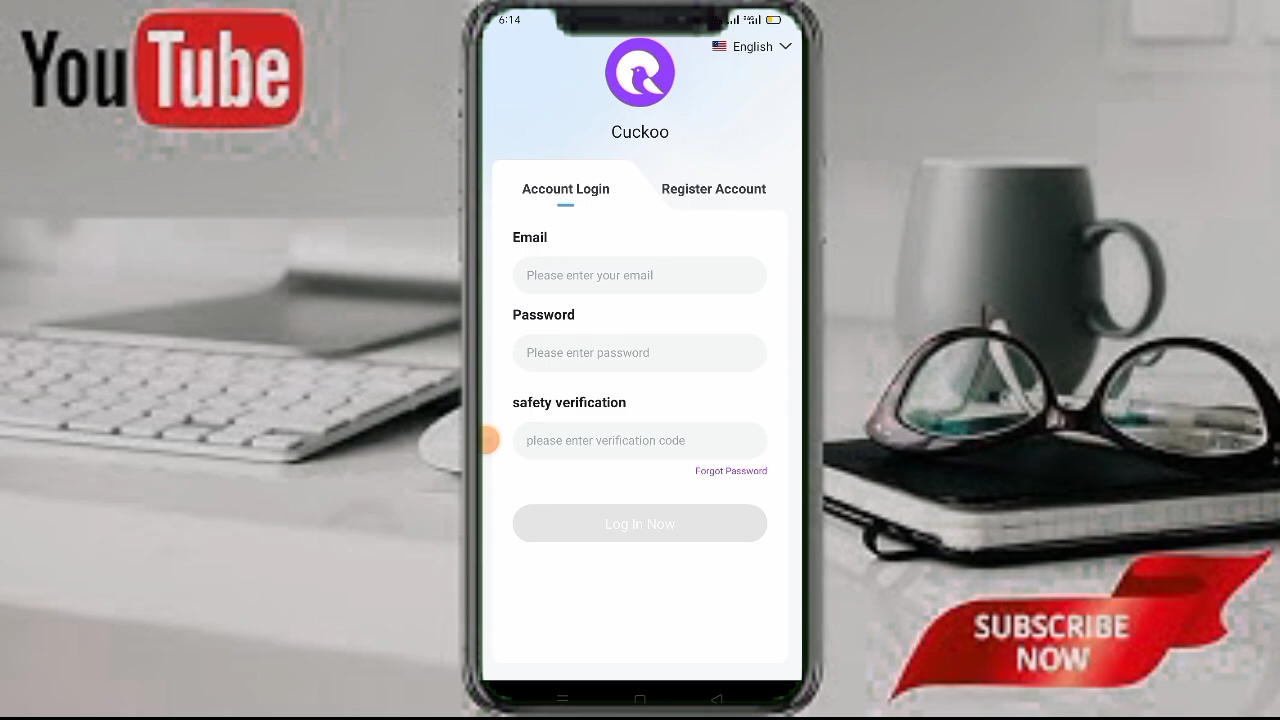 YouTube
6:14
English
Cuckoo
Account Login
Register Account
Email
Please enter your email
Password
Please enter password
safety verification
please enter verification code
Forgot Password
Log In Now
SUBSCRIBE
NOW